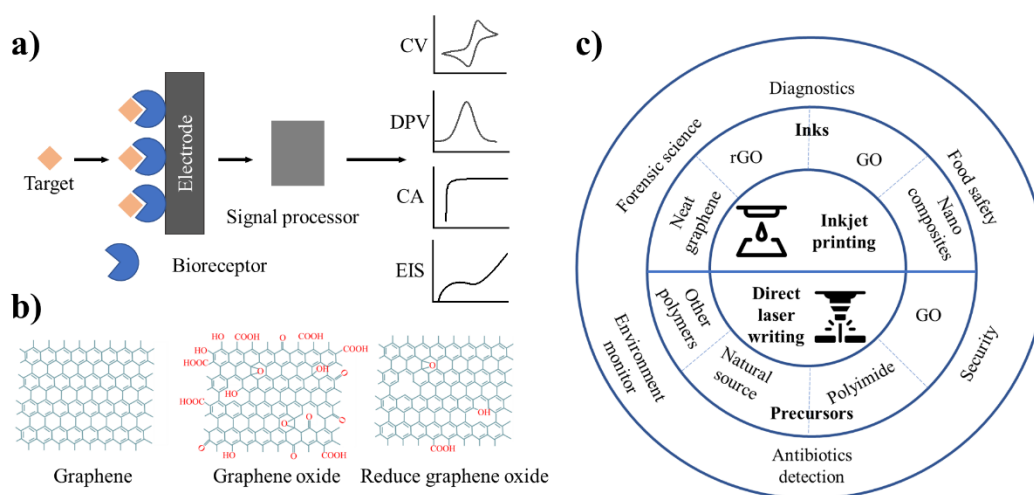 a)
Target
Electrode
Signal processor
Bioreceptor
CV
DPV
CA
EIS
b)
HO
COOH
O
COOH
HO
COOH
HOOC
O
OH
O
HO
HOOC
O
O
O
O
O
HO
COOH
O
OH
COOH
Graphene
Graphene oxide
Reduce graphene oxide
c)
Diagnostics
Forensic science
Food safety
Environment
monitor
Security
Antibiotics
detection
Inks
rGO
GO
Neat
graphene
Nano
composites
Inkjet
printing
Direct
laser
writing
Other
polymers
Natural
source
Polyimide
GO
Precursors